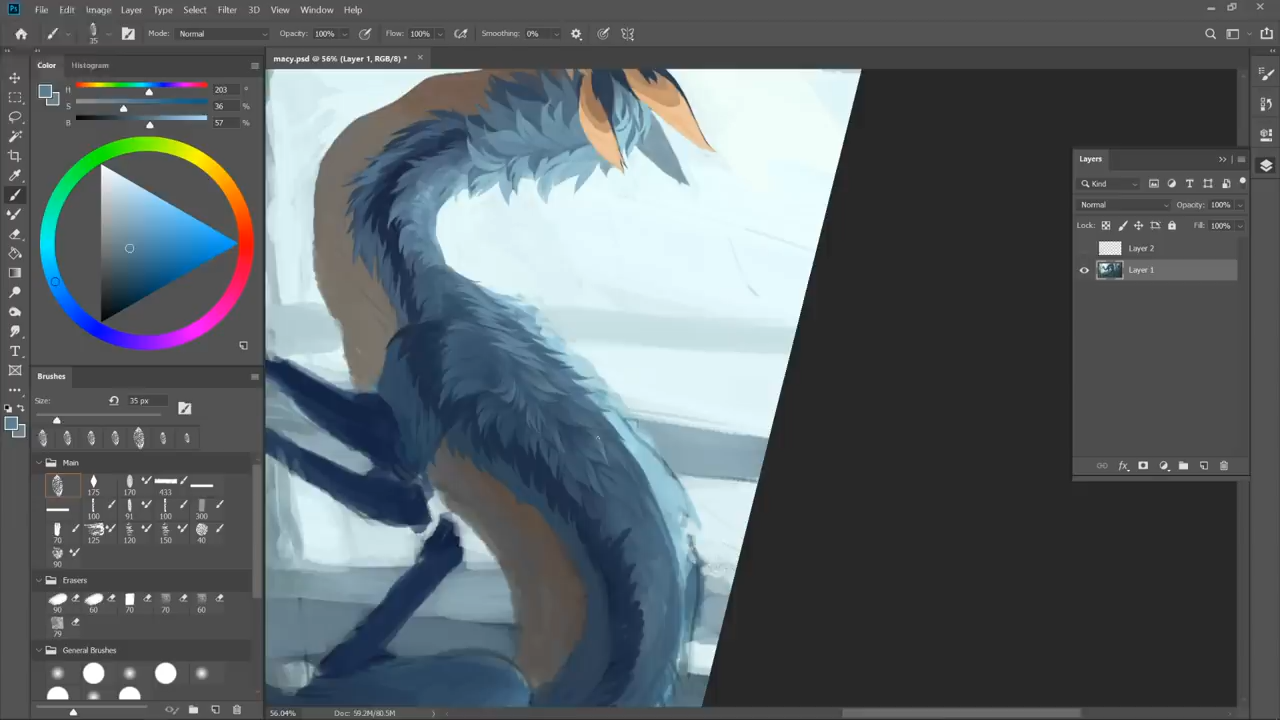 Ps File Edit Image Layer Type Select Filter 3D View Window Help
35 Mode: Normal Opacity: 100% Flow: 100% Smoothing: 0%
Color Histogram
macy.psd @ 56% (Layer 1, RGB/8) *
H 203 °
S 36 %
B 57 %
Layers
Kind
Normal Opacity: 100%
Lock: Fill: 100%
Layer 2
Layer 1
Brushes
Size: 35 px
Main
175 170 433
100 91 100 300
70 125 120 150 40
90
Erasers
90 60 70 70 60
79
General Brushes
56.04% Doc: 59.2M/80.5M